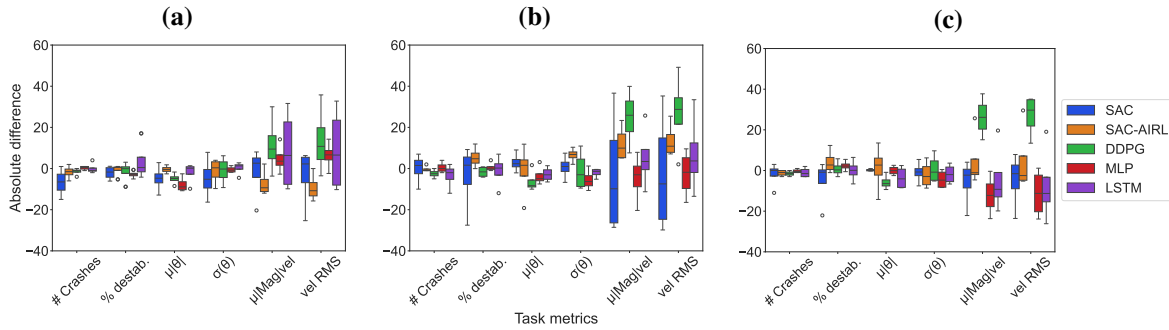 (a)
(b)
(c)
Absolute difference
60
40
20
0
−20
−40
# Crashes
% destab.
μ|θ|
σ(θ)
μ|Mag|vel
vel RMS
60
40
20
0
−20
−40
# Crashes
% destab.
μ|θ|
σ(θ)
μ|Mag|vel
vel RMS
60
40
20
0
−20
−40
# Crashes
% destab.
μ|θ|
σ(θ)
μ|Mag|vel
vel RMS
SAC
SAC-AIRL
DDPG
MLP
LSTM
Task metrics